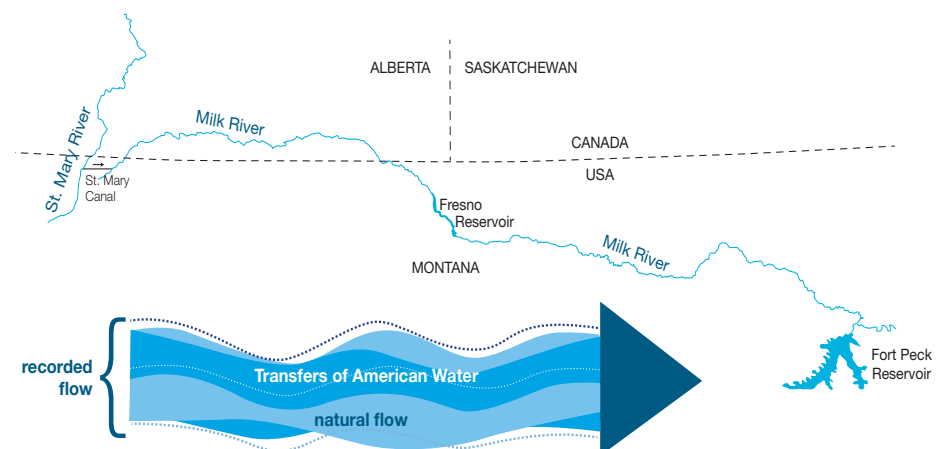 ALBERTA
SASKATCHEWAN
Milk River
CANADA
St. Mary River
St. Mary
Canal
USA
Fresno
Reservoir
Milk River
MONTANA
recorded
flow
Transfers of American Water
natural flow
Fort Peck
Reservoir